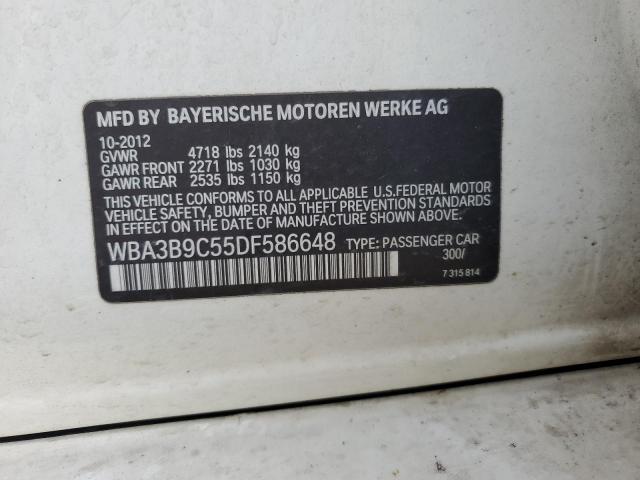 MFD BY BAYERISCHE MOTOREN WERKE AG
10-2012
GVWR 4718 lbs 2140 kg
GAWR FRONT 2271 lbs 1030 kg
GAWR REAR 2535 lbs 1150 kg
THIS VEHICLE CONFORMS TO ALL APPLICABLE U.S.FEDERAL MOTOR
VEHICLE SAFETY, BUMPER AND THEFT PREVENTION STANDARDS
IN EFFECT ON THE DATE OF MANUFACTURE SHOWN ABOVE.
WBA3B9C55DF586648 TYPE: PASSENGER CAR
300/
7 315 814